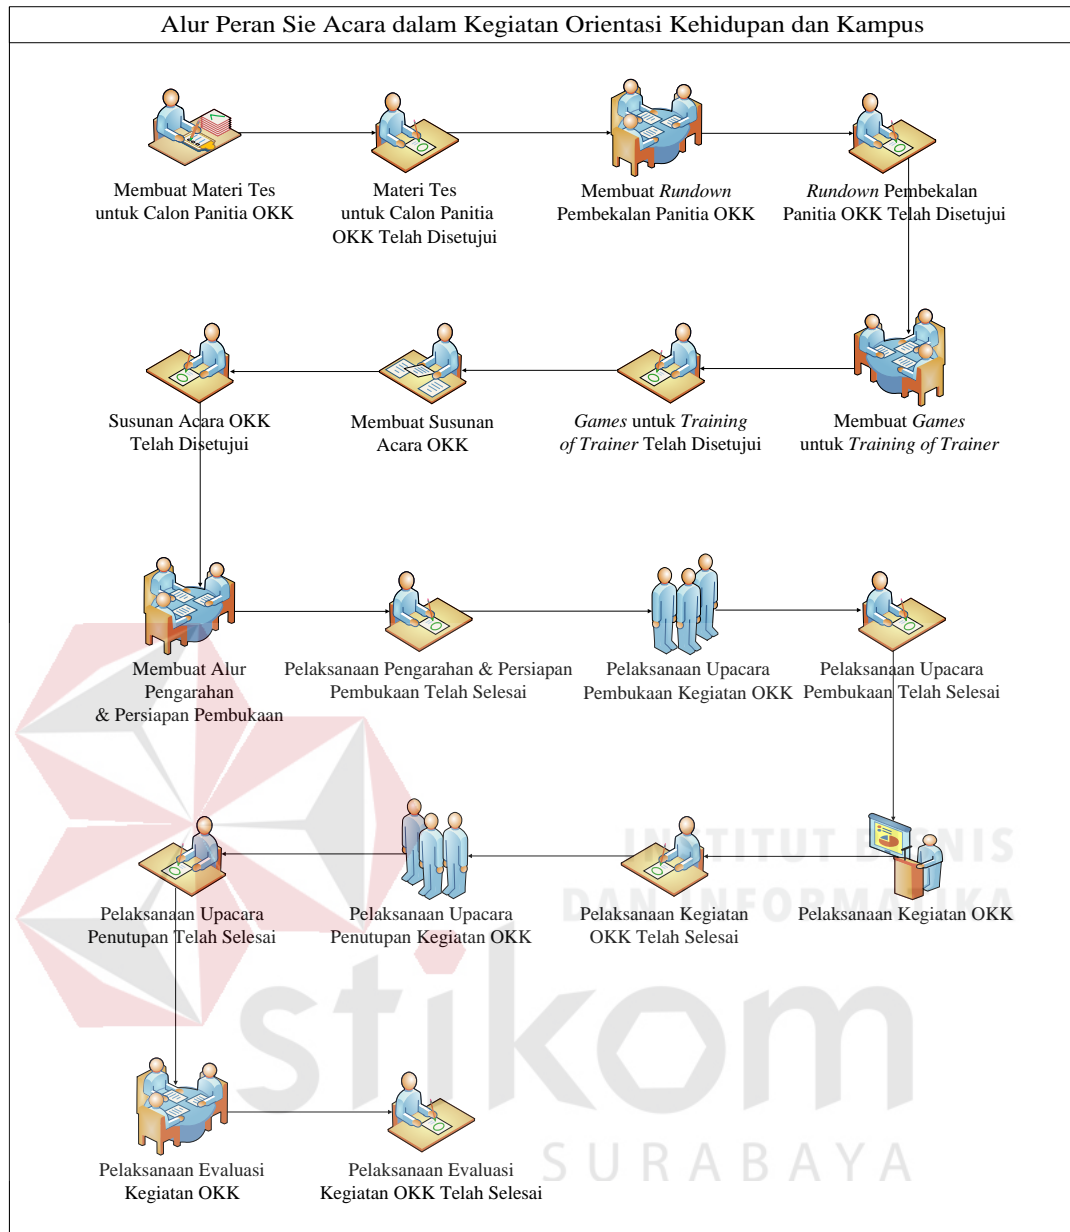 Alur Peran Sie Acara dalam Kegiatan Orientasi Kehidupan dan Kampus
Membuat Materi Tes
untuk Calon Panitia OKK
Materi Tes
untuk Calon Panitia
OKK Telah Disetujui
Membuat Rundown
Pembekalan Panitia OKK
Rundown Pembekalan
Panitia OKK Telah Disetujui
Susunan Acara OKK
Telah Disetujui
Membuat Susunan
Acara OKK
Games untuk Training
of Trainer Telah Disetujui
Membuat Games
untuk Training of Trainer
Membuat Alur
Pengarahan
& Persiapan Pembukaan
Pelaksanaan Pengarahan & Persiapan
Pembukaan Telah Selesai
Pelaksanaan Upacara
Pembukaan Kegiatan OKK
Pelaksanaan Upacara
Pembukaan Telah Selesai
INSTITUT BISNIS
DAN INFORMATIKA
Pelaksanaan Upacara
Penutupan Telah Selesai
Pelaksanaan Upacara
Penutupan Kegiatan OKK
Pelaksanaan Kegiatan
OKK Telah Selesai
Pelaksanaan Kegiatan OKK
stikom
SURABAYA
Pelaksanaan Evaluasi
Kegiatan OKK
Pelaksanaan Evaluasi
Kegiatan OKK Telah Selesai